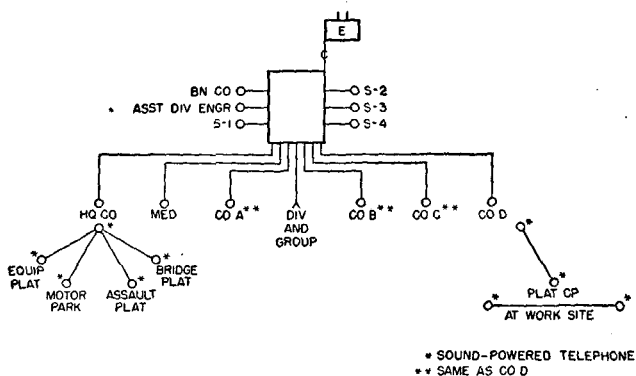 E
BN CO
S-2
* ASST DIV ENGR
S-3
S-1
S-4
HQ CO
MED
CO A**
DIV AND GROUP
CO B**
CO C**
CO D
*
*
*
EQUIP PLAT
*
MOTOR PARK
*
ASSAULT PLAT
*
BRIDGE PLAT
*
*
PLAT CP
*
*
AT WORK SITE
* SOUND-POWERED TELEPHONE
** SAME AS CO D